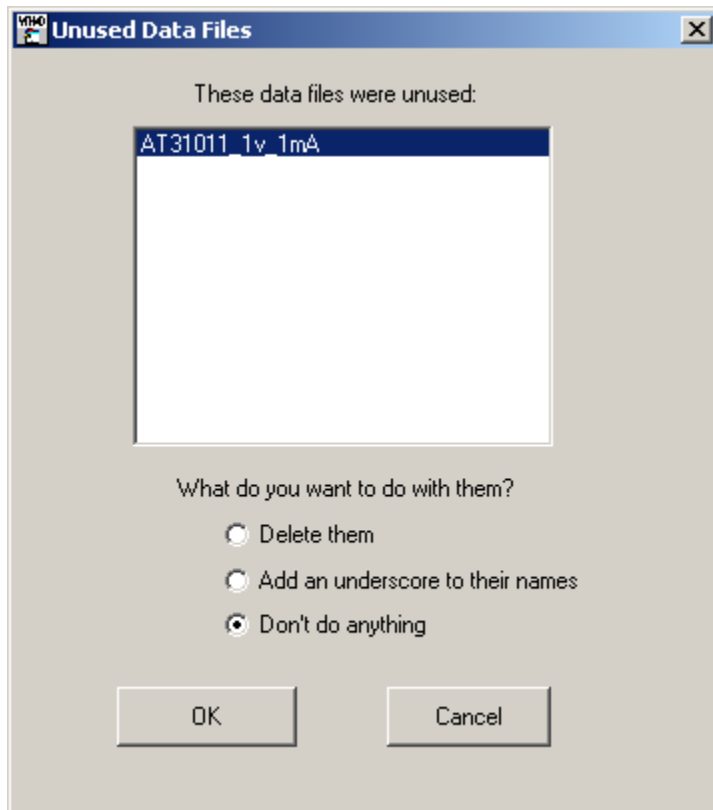 Unused Data Files
These data files were unused:
AT31011_1v_1mA
What do you want to do with them?
Delete them
Add an underscore to their names
Don't do anything
OK
Cancel